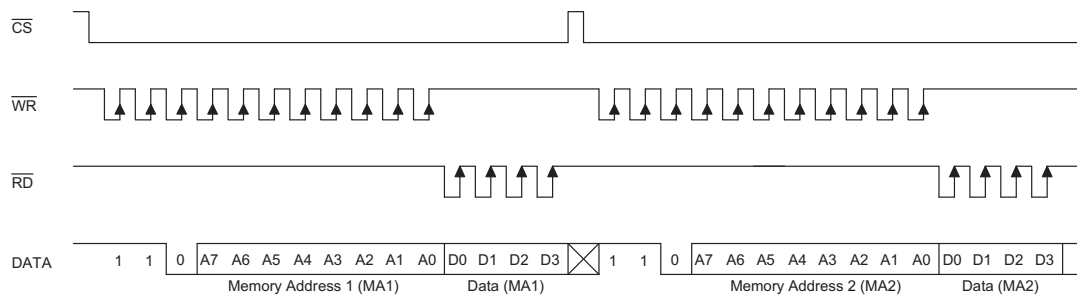 CS
WR
RD
DATA 1 1 0 A7 A6 A5 A4 A3 A2 A1 A0 D0 D1 D2 D3 1 1 0 A7 A6 A5 A4 A3 A2 A1 A0 D0 D1 D2 D3
Memory Address 1 (MA1) Data (MA1) Memory Address 2 (MA2) Data (MA2)